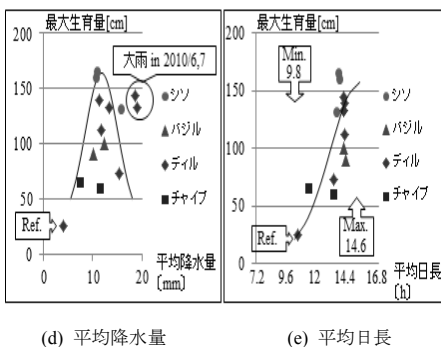 最大生育量[cm]
200
150
100
50
0
0
10
20
大雨 in 2010/6,7
シソ
バジル
ディル
チャイブ
Ref.
平均降水量
[mm]
(d) 平均降水量
最大生育量[cm]
200
150
100
50
0
7.2
9.6
12
14.4
16.8
Min.
9.8
シソ
バジル
ディル
チャイブ
Ref.
Max.
14.6
平均日長
[h]
(e) 平均日長